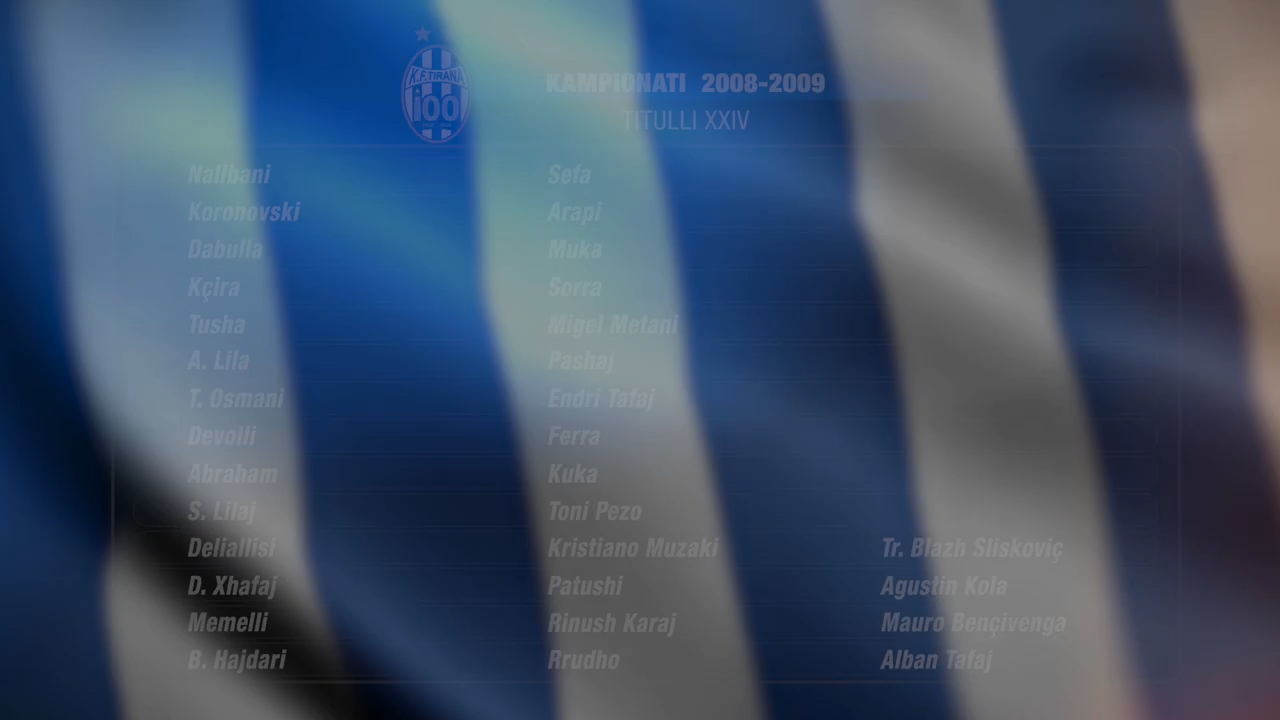 K.F.TIRANA
100
KAMPIONATI 2008-2009
TITULLI XXIV
Nallbani
Koronovski
Dabulla
Kçira
Tusha
A. Lila
T. Osmani
Devolli
Abraham
S. Lilaj
Deliallisi
D. Xhafaj
Memelli
B. Hajdari
Sefa
Arapi
Muka
Sorra
Migel Metani
Pashaj
Endri Tafaj
Ferra
Kuka
Toni Pezo
Kristiano Muzaki
Patushi
Rinush Karaj
Rrudho
Tr. Blazh Sliskoviç
Agustin Kola
Mauro Bençivenga
Alban Tafaj